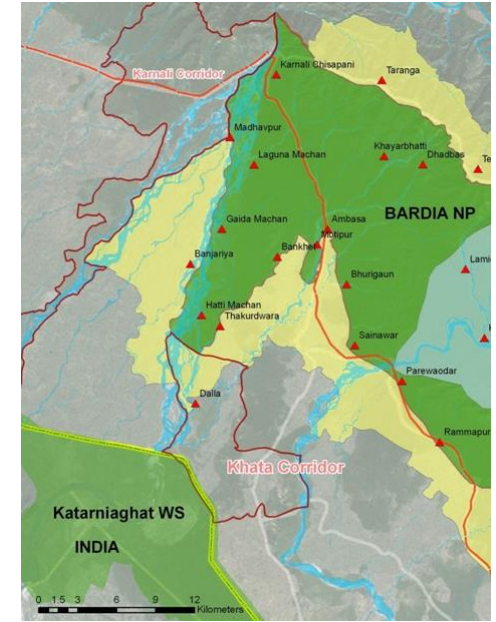 Karnali Chisapani
Taranga
Karnali Corridor
Madhavpur
Khayarbhatti
Dhadbas
Laguna Machan
BARDIA NP
Gaida Machan
Ambasa
Motipur
Bankhet
Banjariya
Bhurigaun
Hatti Machan
Thakurdwara
Sainawar
Parewaodar
Dalla
Rammapur
Khata Corridor
Katarniaghat WS
INDIA
0 1.5 3 6 9 12
Kilometers